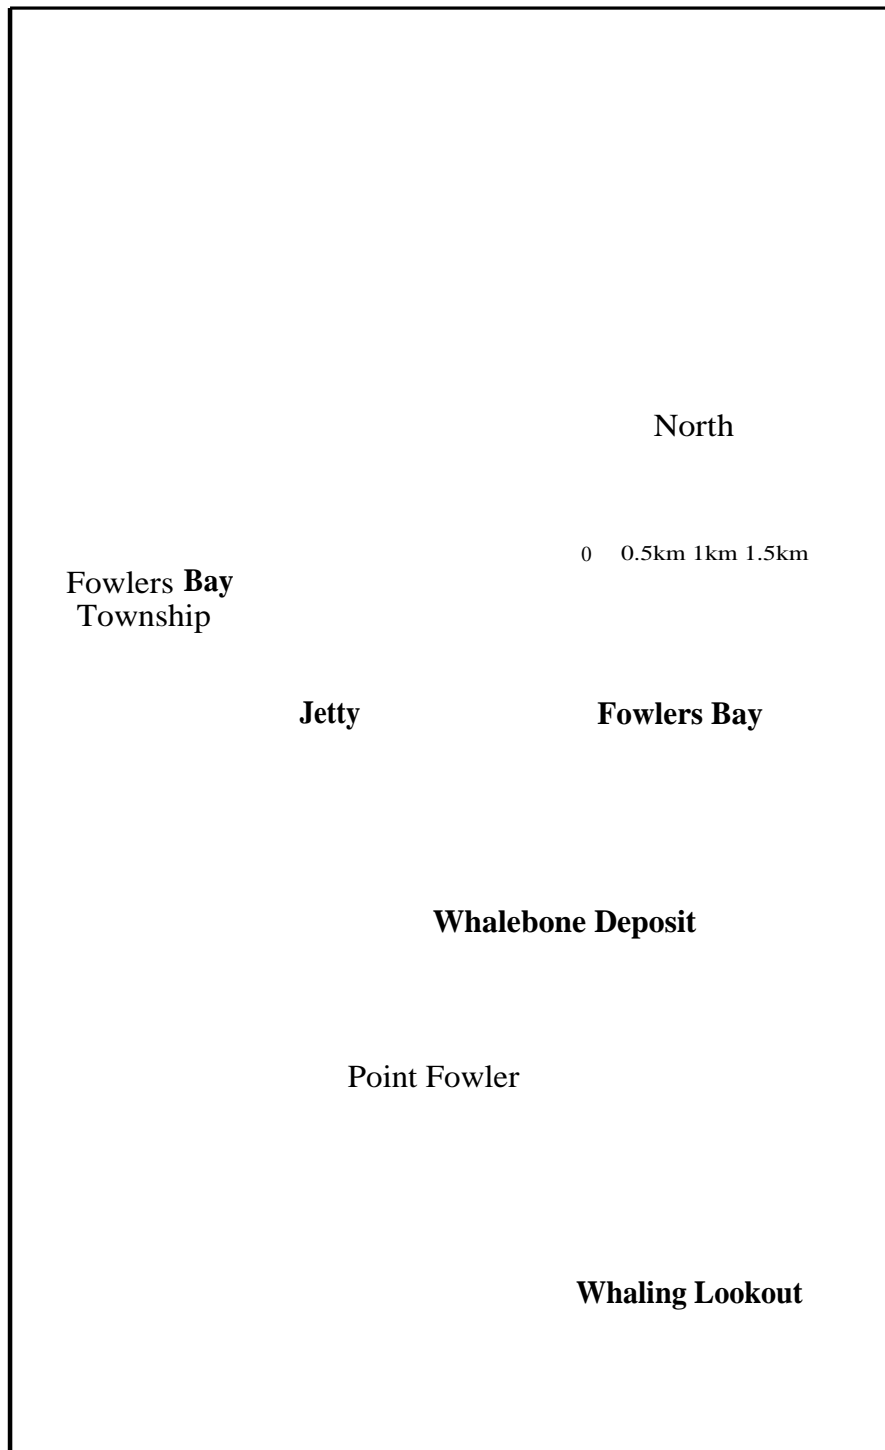 North
0 0.5km 1km 1.5km
Fowlers Bay
Township
Jetty
Fowlers Bay
Whalebone Deposit
Point Fowler
Whaling Lookout